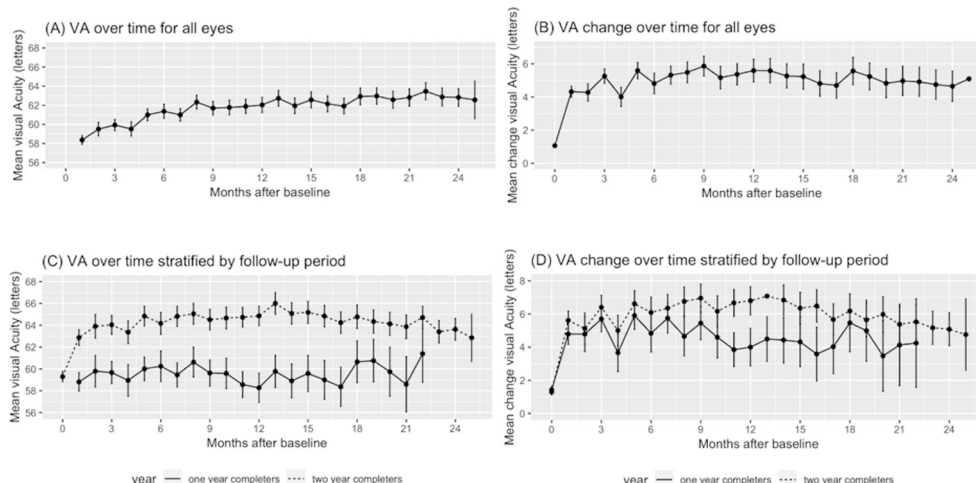 (A) VA over time for all eyes
Mean visual Acuity (letters)
68
66
64
62
60
58
56
0 3 6 9 12 15 18 21 24
Months after baseline
(B) VA change over time for all eyes
Mean change visual Acuity (letters)
6
4
2
0
0 3 6 9 12 15 18 21 24
Months after baseline
(C) VA over time stratified by follow-up period
Mean visual Acuity (letters)
68
66
64
62
60
58
56
0 3 6 9 12 15 18 21 24
Months after baseline
year one year completers two year completers
(D) VA change over time stratified by follow-up period
Mean change visual Acuity (letters)
8
6
4
2
0
0 3 6 9 12 15 18 21 24
Months after baseline
year one year completers two year completers